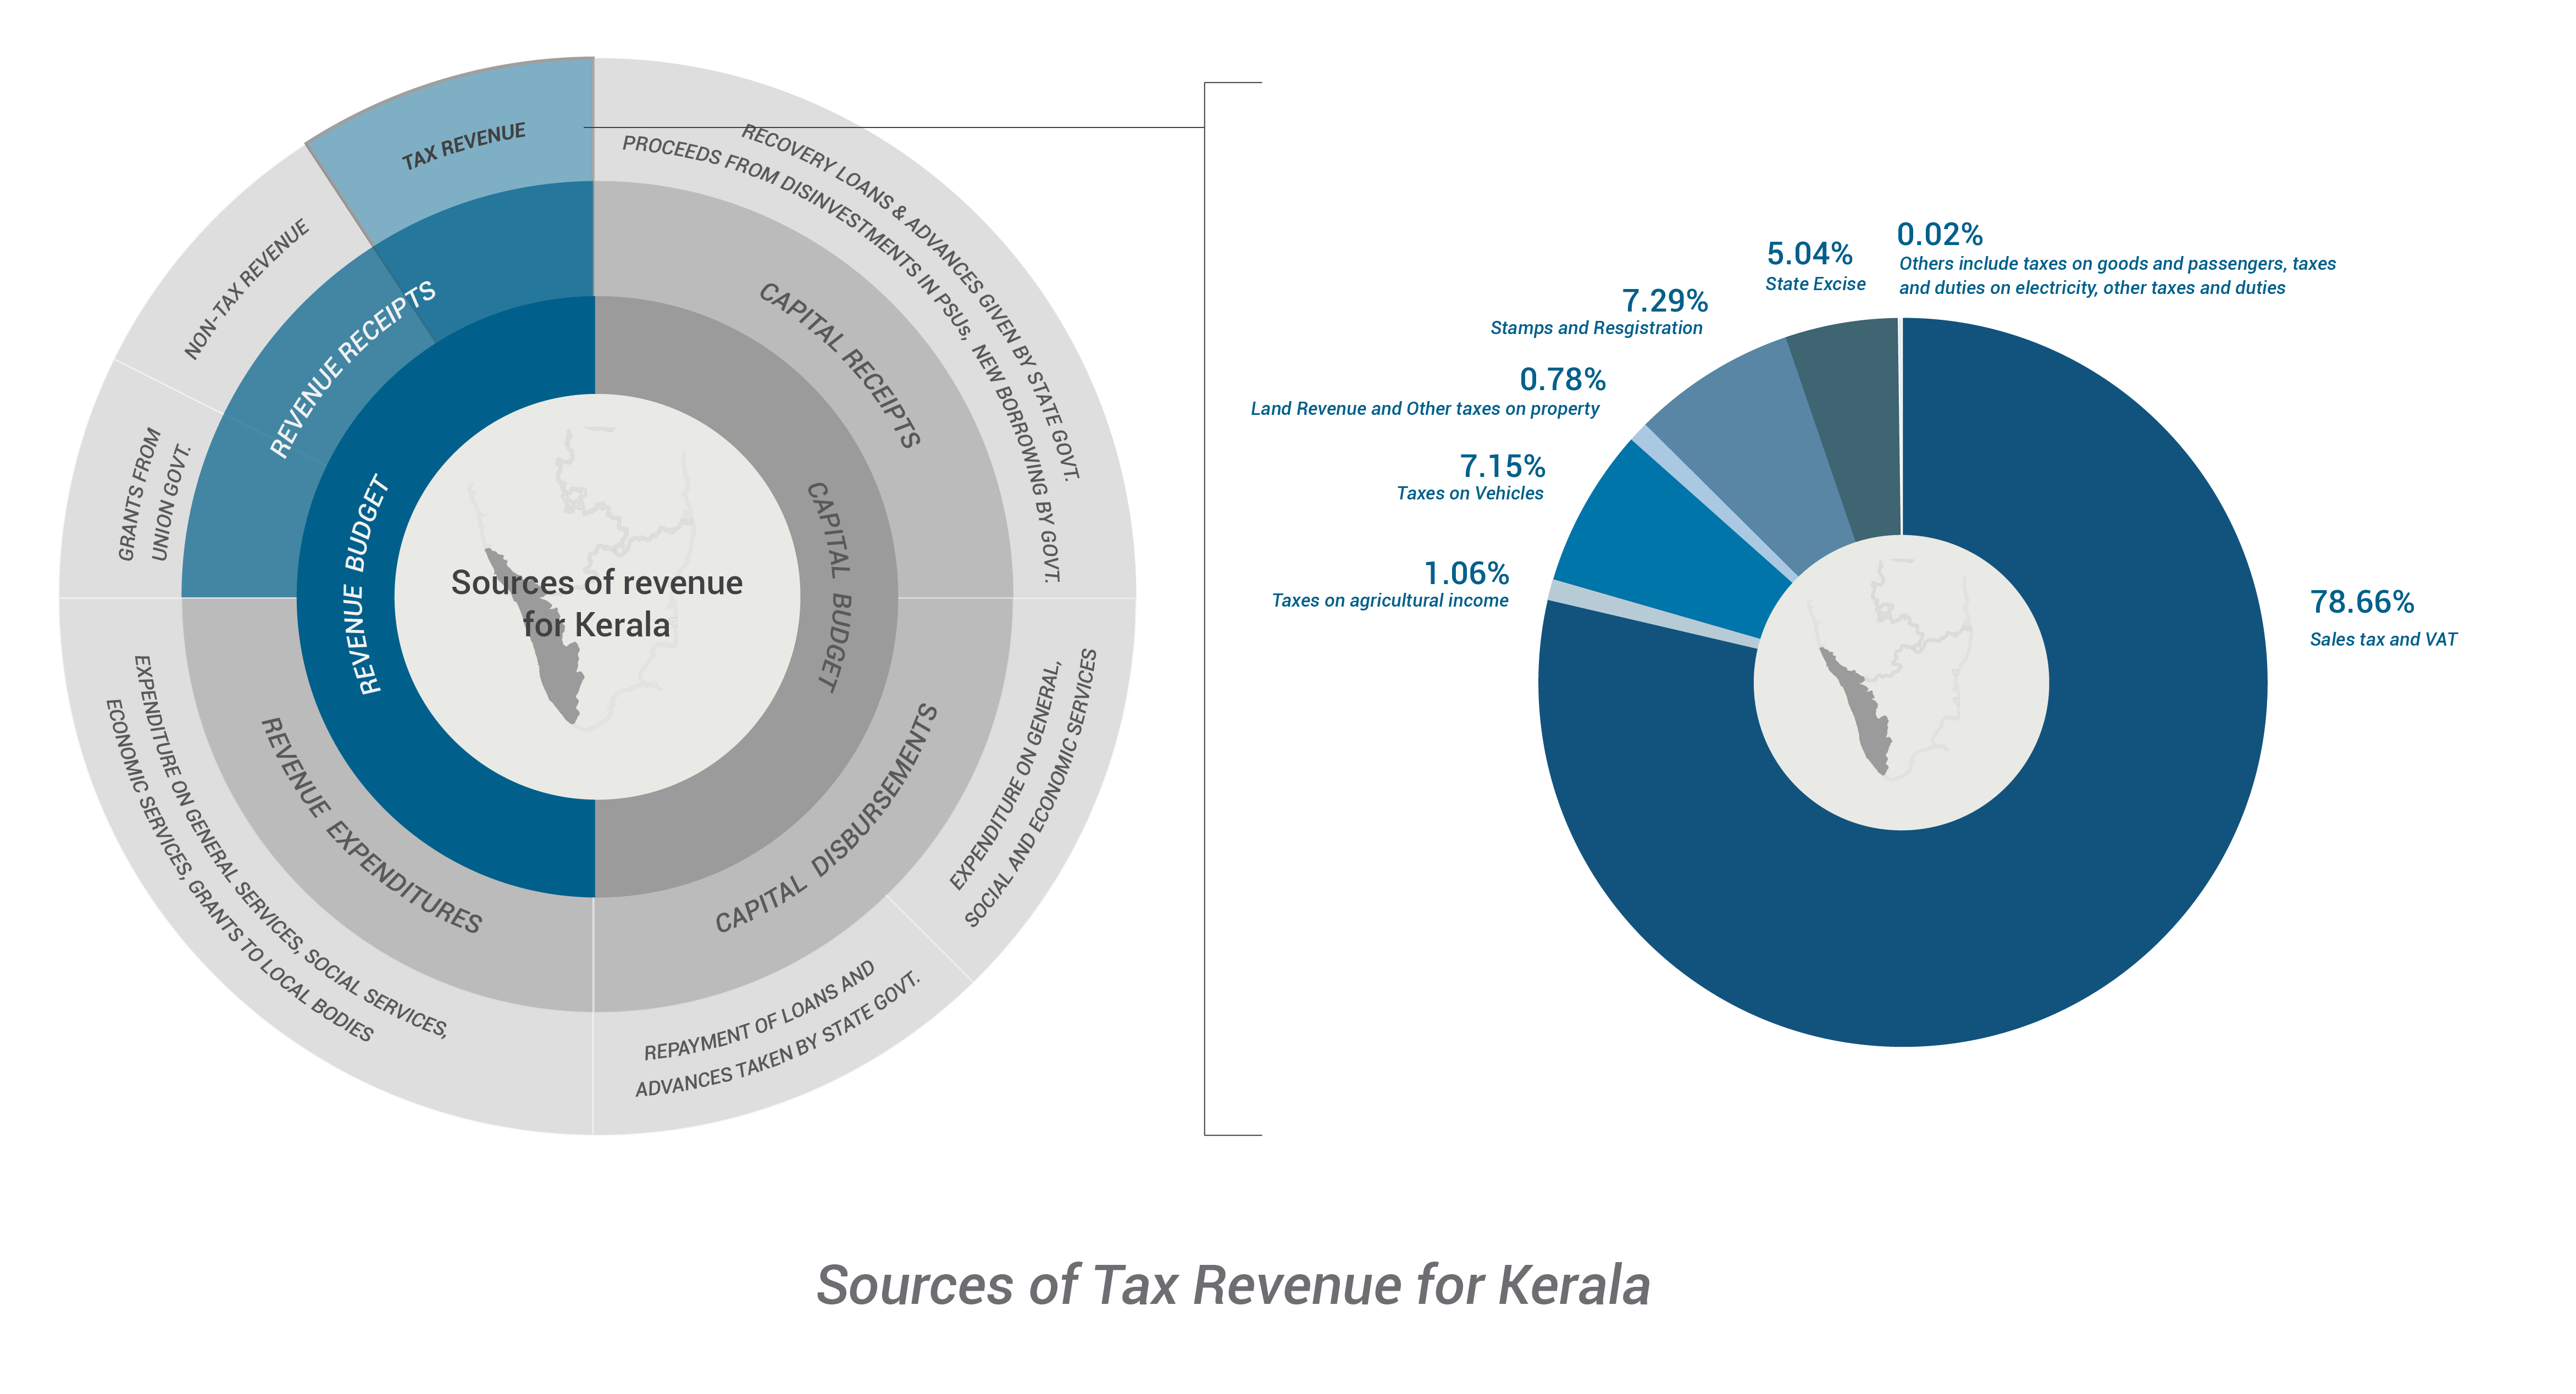 TAX REVENUE
NON-TAX REVENUE
GRANTS FROM
UNION GOVT.
REVENUE RECEIPTS
REVENUE BUDGET
RECOVERY LOANS & ADVANCES GIVEN BY STATE GOVT.
PROCEEDS FROM DISINVESTMENTS IN PSUs, NEW BORROWING BY GOVT.
CAPITAL RECEIPTS
CAPITAL BUDGET
Sources of revenue
for Kerala
EXPENDITURE ON GENERAL,
SOCIAL AND ECONOMIC SERVICES
CAPITAL DISBURSEMENTS
REPAYMENT OF LOANS AND
ADVANCES TAKEN BY STATE GOVT.
REVENUE EXPENDITURES
EXPENDITURE ON GENERAL SERVICES, SOCIAL SERVICES,
ECONOMIC SERVICES, GRANTS TO LOCAL BODIES
0.02%
Others include taxes on goods and passengers, taxes
and duties on electricity, other taxes and duties
5.04%
State Excise
7.29%
Stamps and Resgistration
0.78%
Land Revenue and Other taxes on property
7.15%
Taxes on Vehicles
1.06%
Taxes on agricultural income
78.66%
Sales tax and VAT
Sources of Tax Revenue for Kerala